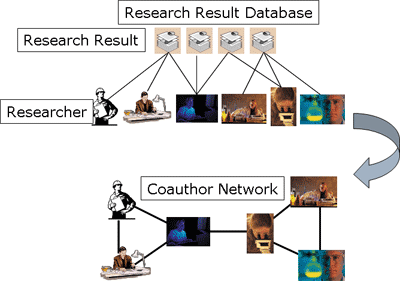 Research Result Database
Research Result
Researcher
Coauthor Network